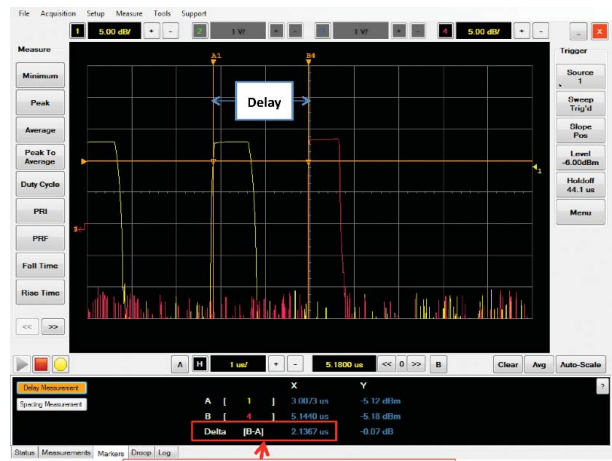 File Acquisition Setup Measure Tools Support
1 5.00 dB/ + - 2 1 V/ + - 1 V/ + - 4 5.00 dB/ + - _ X
Measure
Trigger
A1 B4
Minimum
Source
1
Delay
Peak
Sweep
Trig'd
Average
Slope
Pos
Peak To
Average
Level
-6.00dBm
1
Duty Cycle
Holdoff
44.1 us
PRI
Menu
PRF
Fall Time
Rise Time
<< >>
A H 1 us/ + - 5.1800 us << 0 >> B Clear Avg Auto-Scale
X Y
Delay Measurement
?
A [ 1 ] 3.0073 us -5.12 dBm
Spacing Measurement
B [ 4 ] 5.1440 us -5.18 dBm
Delta [B-A] 2.1367 us -0.07 dB
Status Measurements Markers Droop Log